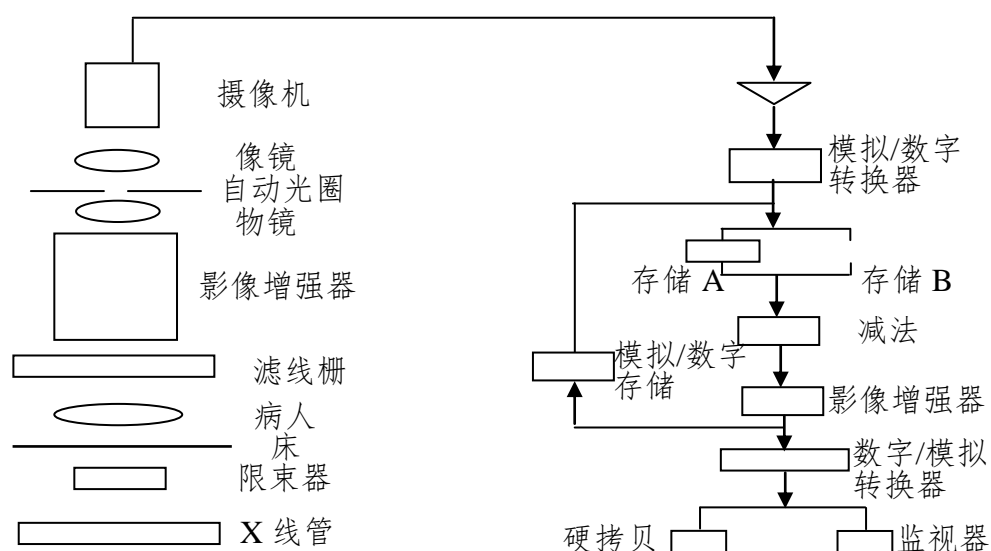 摄像机
像镜
自动光圈
物镜
影像增强器
滤线栅
病人
床
限束器
X 线管
模拟/数字
转换器
存储 A
存储 B
减法
模拟/数字
存储
影像增强器
数字/模拟
转换器
硬拷贝
监视器